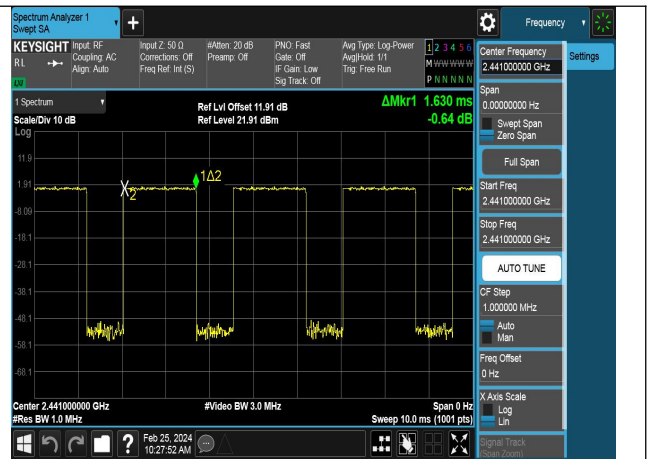 Spectrum Analyzer 1
Swept SA
Frequency
KEYSIGHT
RL
Input: RF
Coupling: AC
Align: Auto
Input Z: 50 Ω
Corrections: Off
Freq Ref: Int (S)
#Atten: 20 dB
Preamp: Off
PNO: Fast
Gate: Off
IF Gain: Low
Sig Track: Off
Avg Type: Log-Power
Avg|Hold: 1/1
Trig: Free Run
1 2 3 4 5 6
M W W W W W
P N N N N N
Center Frequency
2.441000000 GHz
Settings
Span
0.00000000 Hz
Swept Span
Zero Span
Full Span
Start Freq
2.441000000 GHz
Stop Freq
2.441000000 GHz
AUTO TUNE
CF Step
1.000000 MHz
Auto
Man
Freq Offset
0 Hz
X Axis Scale
Log
Lin
Signal Track
(Span Zoom)
1 Spectrum
Scale/Div 10 dB
Log
Ref Lvl Offset 11.91 dB
Ref Level 21.91 dBm
ΔMkr1 1.630 ms
-0.64 dB
11.9
1.91
-8.09
-18.1
-28.1
-38.1
-48.1
-58.1
-68.1
X2
1Δ2
Center 2.441000000 GHz
#Res BW 1.0 MHz
#Video BW 3.0 MHz
Span 0 Hz
Sweep 10.0 ms (1001 pts)
?
Feb 25, 2024
10:27:52 AM